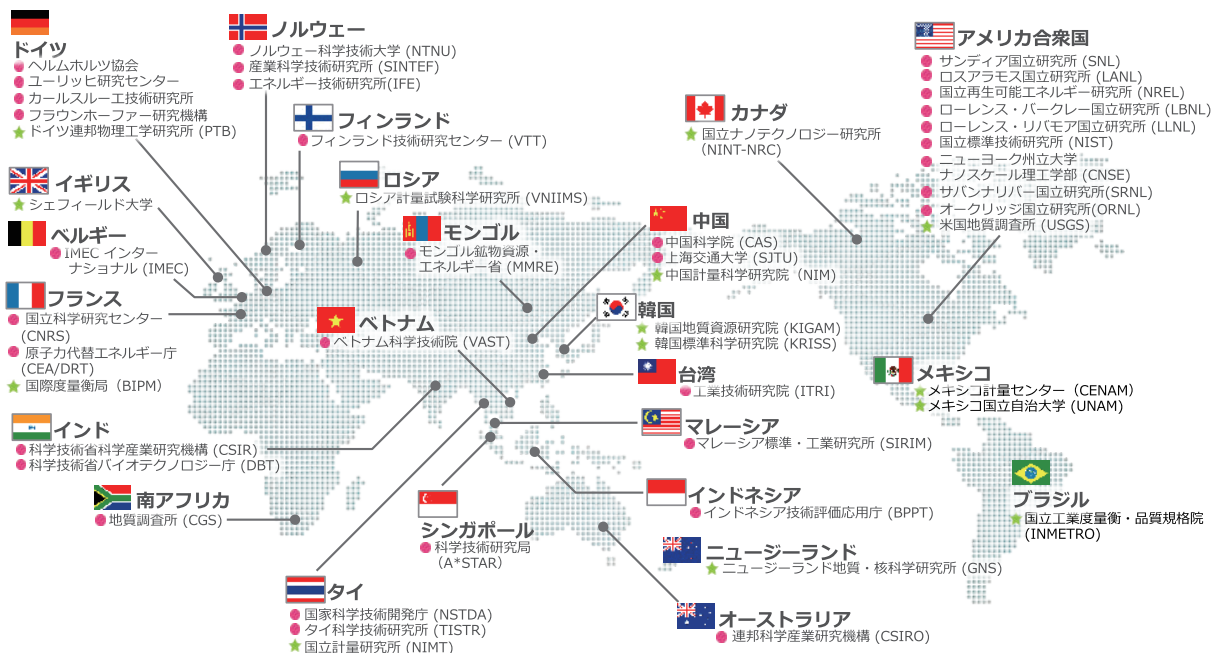 ドイツ
ヘルムホルツ協会
ユーリッヒ研究センター
カールスルーエ技術研究所
フラウンホーファー研究機構
ドイツ連邦物理工学研究所 (PTB)
ノルウェー
ノルウェー科学技術大学 (NTNU)
産業科学技術研究所 (SINTEF)
エネルギー技術研究所(IFE)
フィンランド
フィンランド技術研究センター (VTT)
ロシア
ロシア計量試験科学研究所 (VNIIMS)
モンゴル
モンゴル鉱物資源・
エネルギー省 (MMRE)
イギリス
シェフィールド大学
ベルギー
IMEC インター
ナショナル (IMEC)
フランス
国立科学研究センター
(CNRS)
原子力代替エネルギー庁
(CEA/DRT)
国際度量衡局（BIPM)
ベトナム
ベトナム科学技術院 (VAST)
インド
科学技術省科学産業研究機構 (CSIR)
科学技術省バイオテクノロジー庁 (DBT)
南アフリカ
地質調査所 (CGS)
タイ
国家科学技術開発庁 (NSTDA)
タイ科学技術研究所 (TISTR)
国立計量研究所 (NIMT)
シンガポール
科学技術研究局
(A*STAR)
カナダ
国立ナノテクノロジー研究所
(NINT-NRC)
アメリカ合衆国
サンディア国立研究所 (SNL)
ロスアラモス国立研究所 (LANL)
国立再生可能エネルギー研究所 (NREL)
ローレンス・バークレー国立研究所 (LBNL)
ローレンス・リバモア国立研究所 (LLNL)
国立標準技術研究所 (NIST)
ニューヨーク州立大学
ナノスケール理工学部 (CNSE)
サバンナリバー国立研究所(SRNL)
オークリッジ国立研究所(ORNL)
米国地質調査所 (USGS)
中国
中国科学院 (CAS)
上海交通大学 (SJTU)
中国計量科学研究院 (NIM)
韓国
韓国地質資源研究院 (KIGAM)
韓国標準科学研究院 (KRISS)
台湾
工業技術研究院 (ITRI)
メキシコ
メキシコ計量センター（CENAM)
メキシコ国立自治大学 (UNAM)
マレーシア
マレーシア標準・工業研究所 (SIRIM)
インドネシア
インドネシア技術評価応用庁 (BPPT)
ブラジル
国立工業度量衡・品質規格院
(INMETRO)
ニュージーランド
ニュージーランド地質・核科学研究所 (GNS)
オーストラリア
連邦科学産業研究機構 (CSIRO)